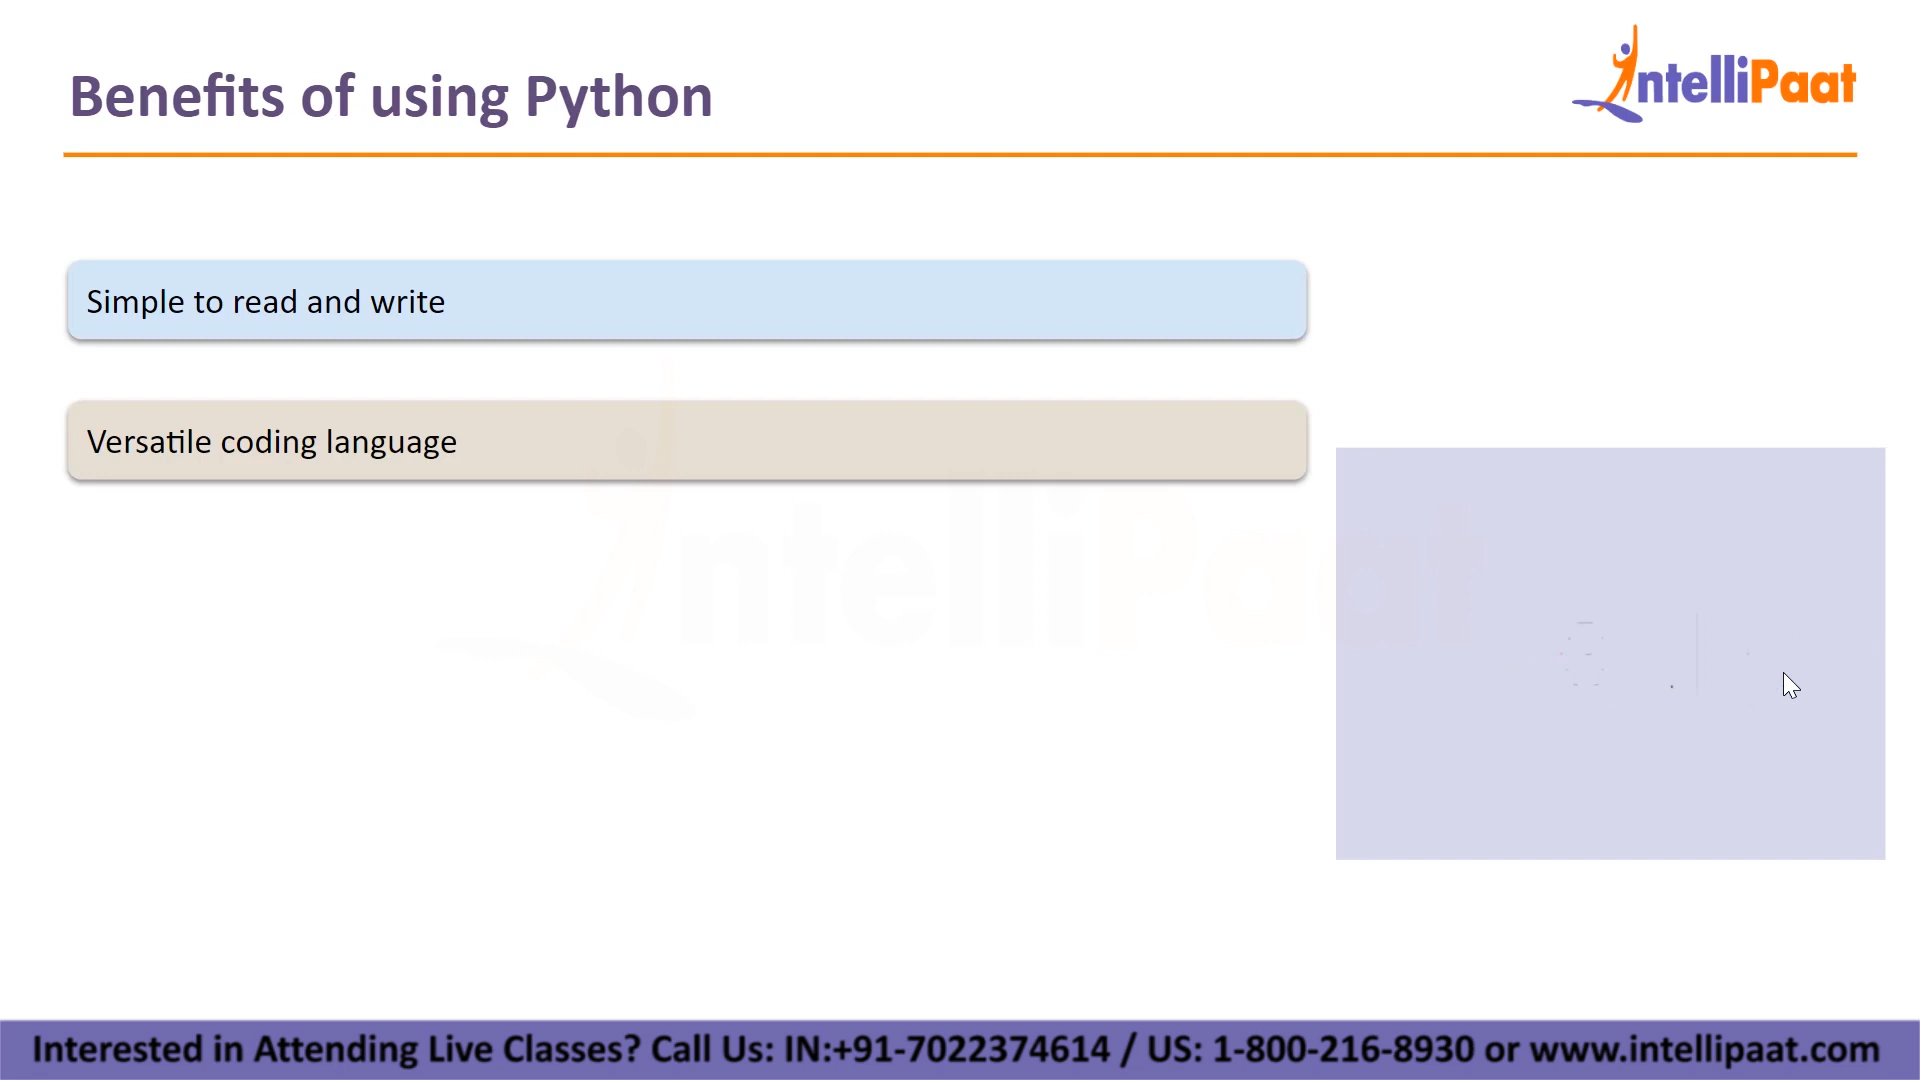 Benefits of using Python
IntelliPaat
Simple to read and write
Versatile coding language
IntelliPaat
Interested in Attending Live Classes? Call Us: IN:+91-7022374614 / US: 1-800-216-8930 or www.intellipaat.com